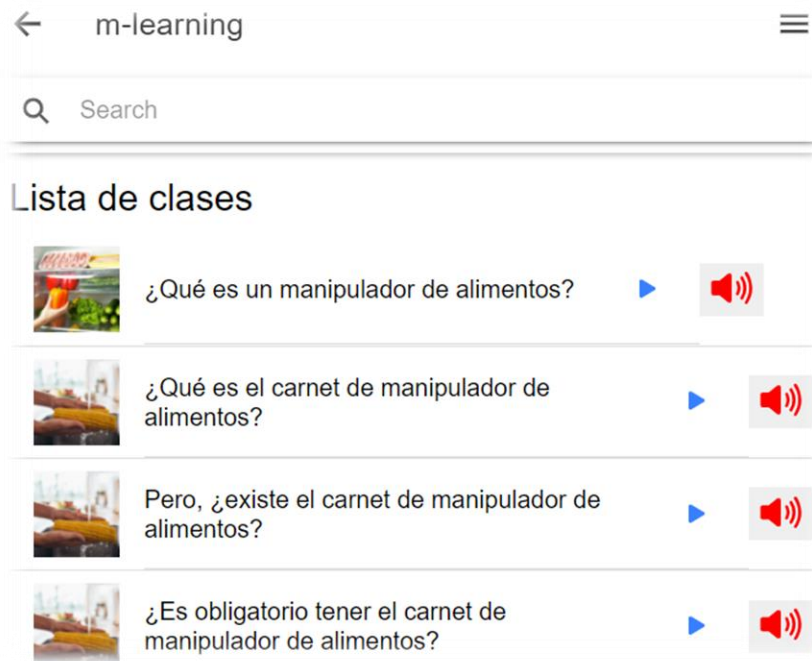 m-learning
Search
Lista de clases
¿Qué es un manipulador de alimentos?
¿Qué es el carnet de manipulador de
alimentos?
Pero, ¿existe el carnet de manipulador de
alimentos?
¿Es obligatorio tener el carnet de
manipulador de alimentos?